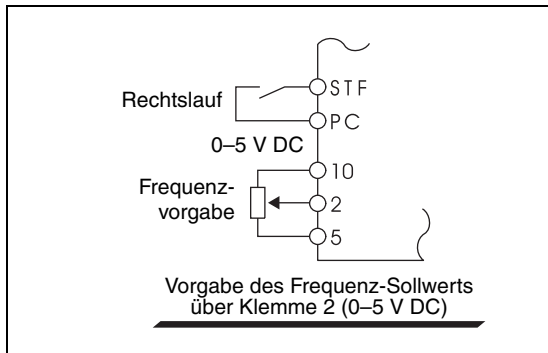 STF
Rechtslauf
PC
0–5 V DC
10
Frequenz-
vorgabe
2
5
Vorgabe des Frequenz-Sollwerts
über Klemme 2 (0–5 V DC)